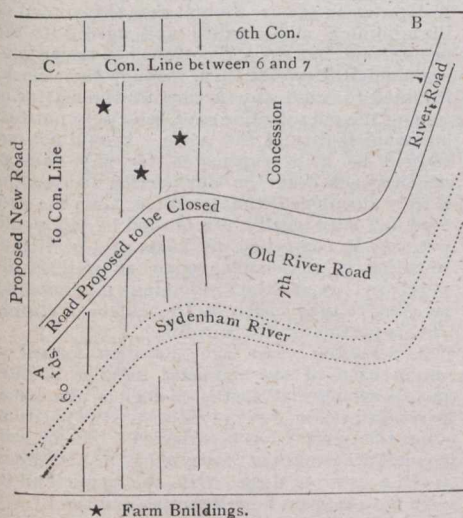 B
6th Con.
C
Con. Line between 6 and 7
River Road
Proposed New Road
to Con. Line
Concession
Road Proposed to be Closed
Old River Road
7th
Sydenham River
A
60 rds
★ Farm Bnildings.